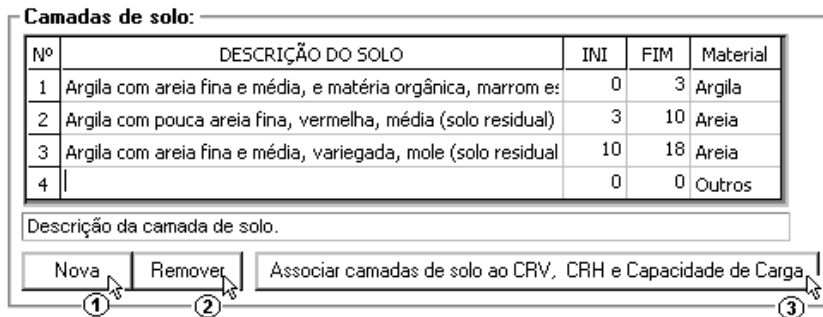 Camadas de solo:
Nº DESCRIÇÃO DO SOLO INI FIM Material
1 Argila com areia fina e média, e matéria orgânica, marrom es 0 3 Argila
2 Argila com pouca areia fina, vermelha, média (solo residual) 3 10 Areia
3 Argila com areia fina e média, variegada, mole (solo residual 10 18 Areia
4 0 0 Outros
Descrição da camada de solo.
Nova Remover Associar camadas de solo ao CRV, CRH e Capacidade de Carga
1 2 3